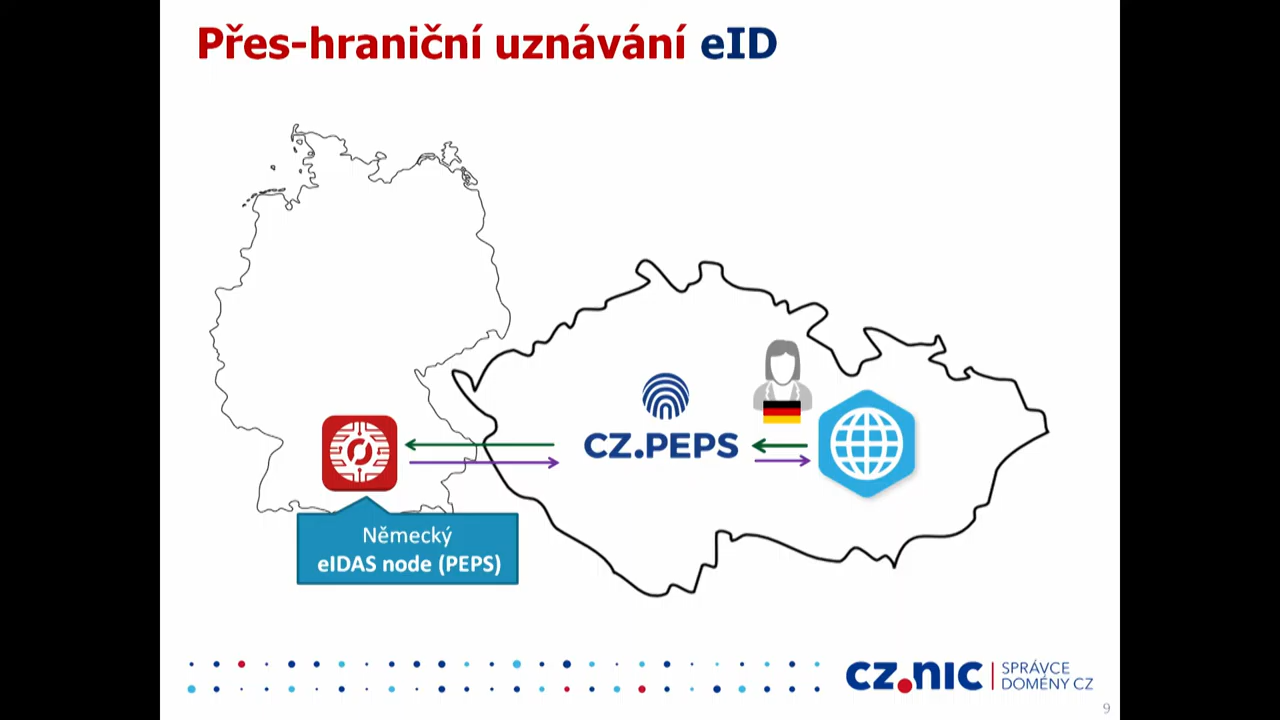 Přes-hraniční uznávání eID
CZ.PEPS
Německý
eIDAS node (PEPS)
CZ.NIC
SPRÁVCE
DOMÉNY CZ
9